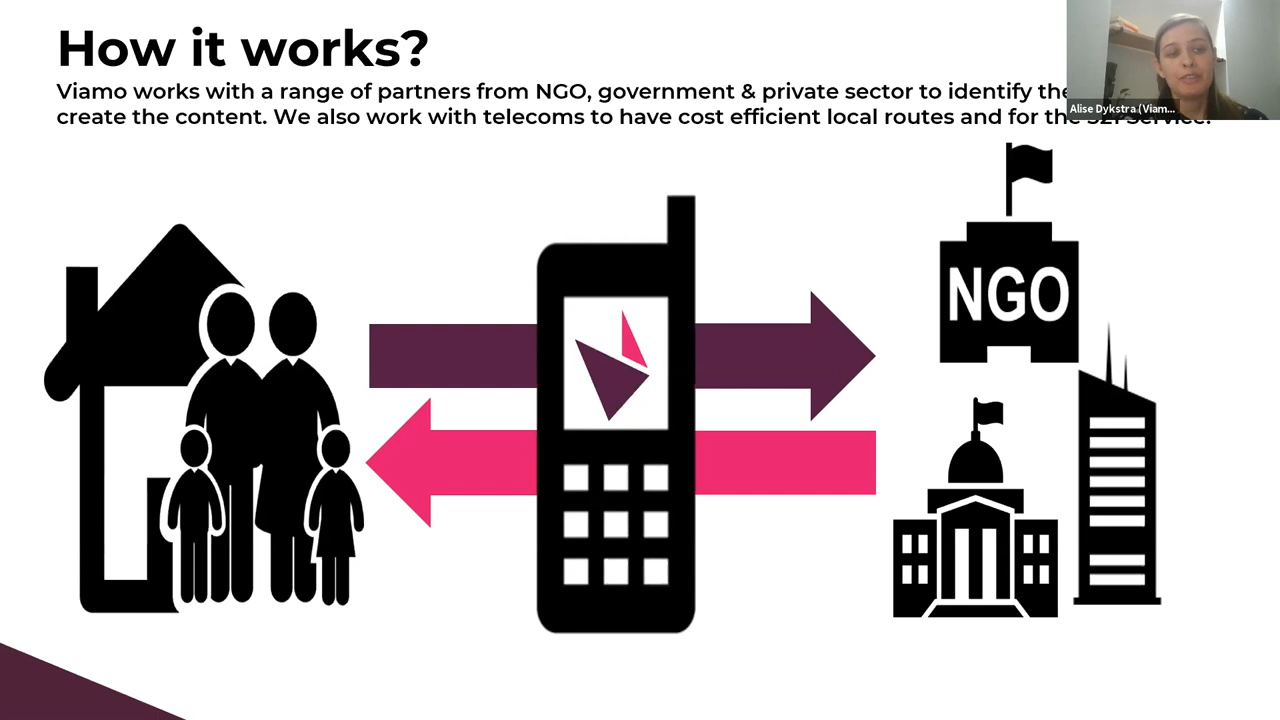 How it works?
Viamo works with a range of partners from NGO, government & private sector to identify the
create the content. We also work with telecoms to have cost efficient local routes and for the
Alise Dykstra (Viam...
NGO